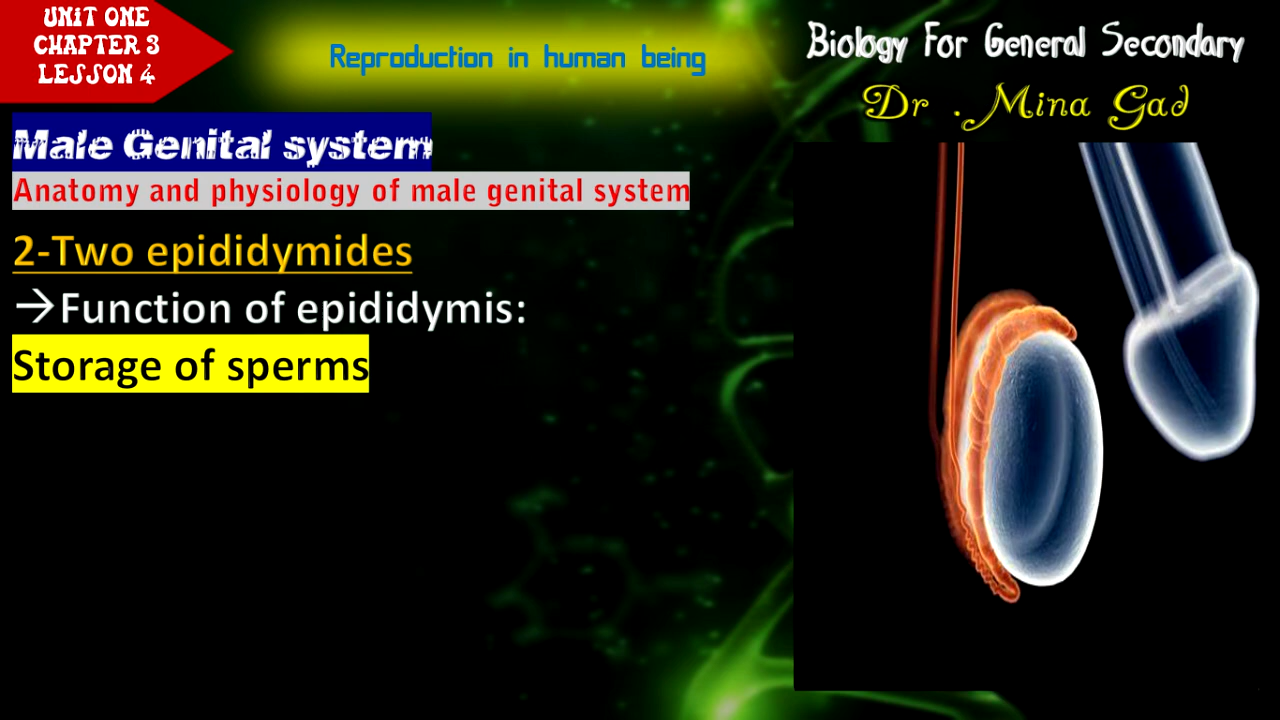 UNIT ONE
CHAPTER 3
LESSON 4
Reproduction in human being
Biology For General Secondary
Dr . Mina Gad
Male Genital system
Anatomy and physiology of male genital system
2-Two epididymides
→Function of epididymis:
Storage of sperms